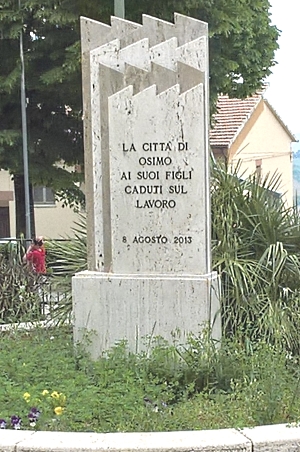 LA CITTÀ DI
OSIMO
AI SUOI FIGLI
CADUTI SUL
LAVORO
8 AGOSTO 2013